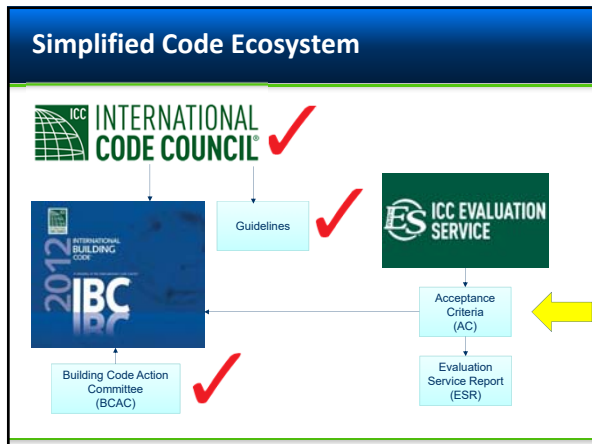 Simplified Code Ecosystem
ICC INTERNATIONAL
CODE COUNCIL®
Guidelines
ES ICC EVALUATION
SERVICE
2012
INTERNATIONAL
BUILDING
CODE®
IBC
Acceptance
Criteria
(AC)
Building Code Action
Committee
(BCAC)
Evaluation
Service Report
(ESR)